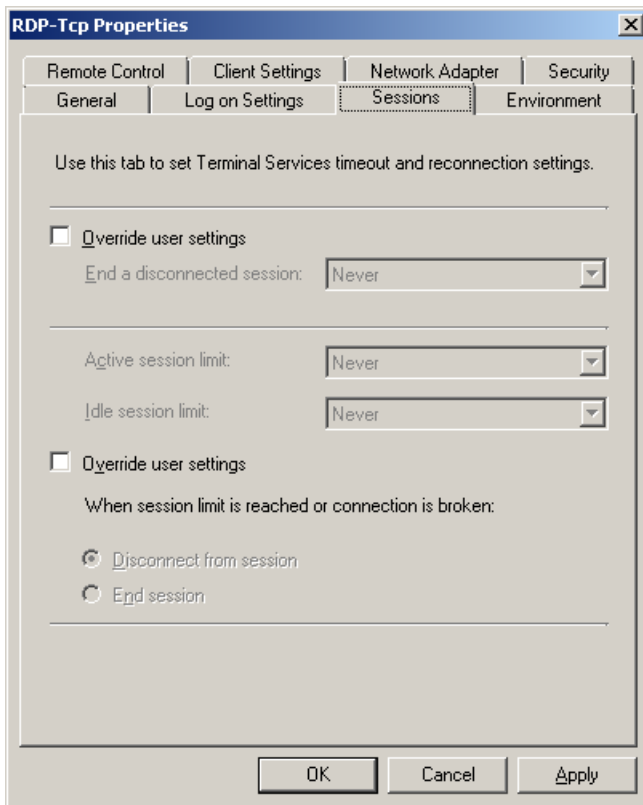 RDP-Tcp Properties
Remote Control Client Settings Network Adapter Security
General Log on Settings Sessions Environment
Use this tab to set Terminal Services timeout and reconnection settings.
Override user settings
End a disconnected session: Never
Active session limit: Never
Idle session limit: Never
Override user settings
When session limit is reached or connection is broken:
Disconnect from session
End session
OK Cancel Apply